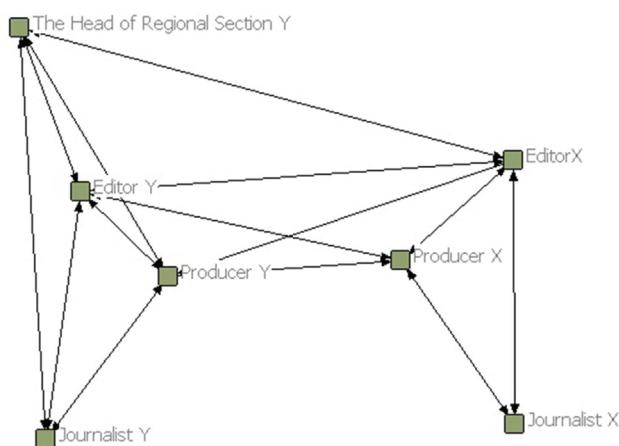 The Head of Regional Section Y
EditorX
Editor Y
Producer X
Producer Y
Journalist X
Journalist Y